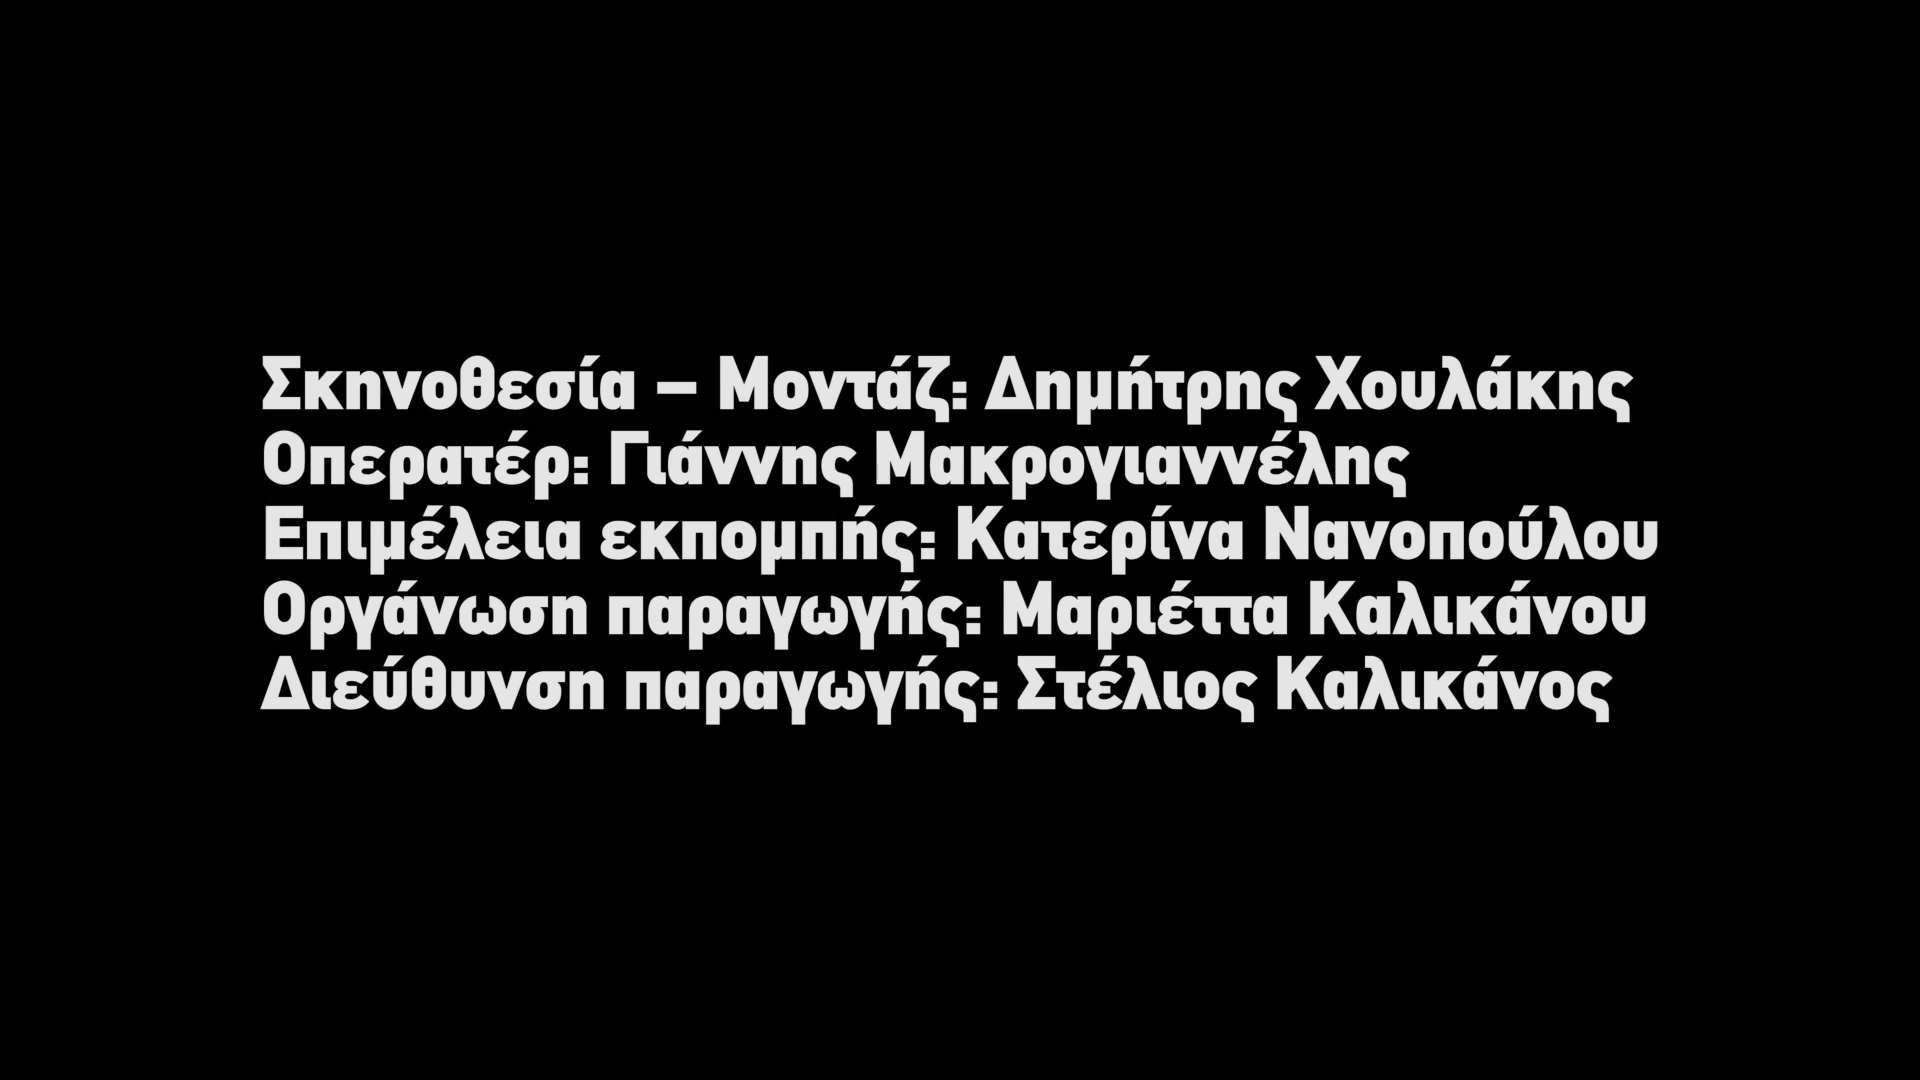 Σκηνοθεσία – Μοντάζ: Δημήτρης Χουλάκης
Οπερατέρ: Γιάννης Μακρογιαννέλης
Επιμέλεια εκπομπής: Κατερίνα Νανοπούλου
Οργάνωση παραγωγής: Μαριέττα Καλικάνου
Διεύθυνση παραγωγής: Στέλιος Καλικάνος